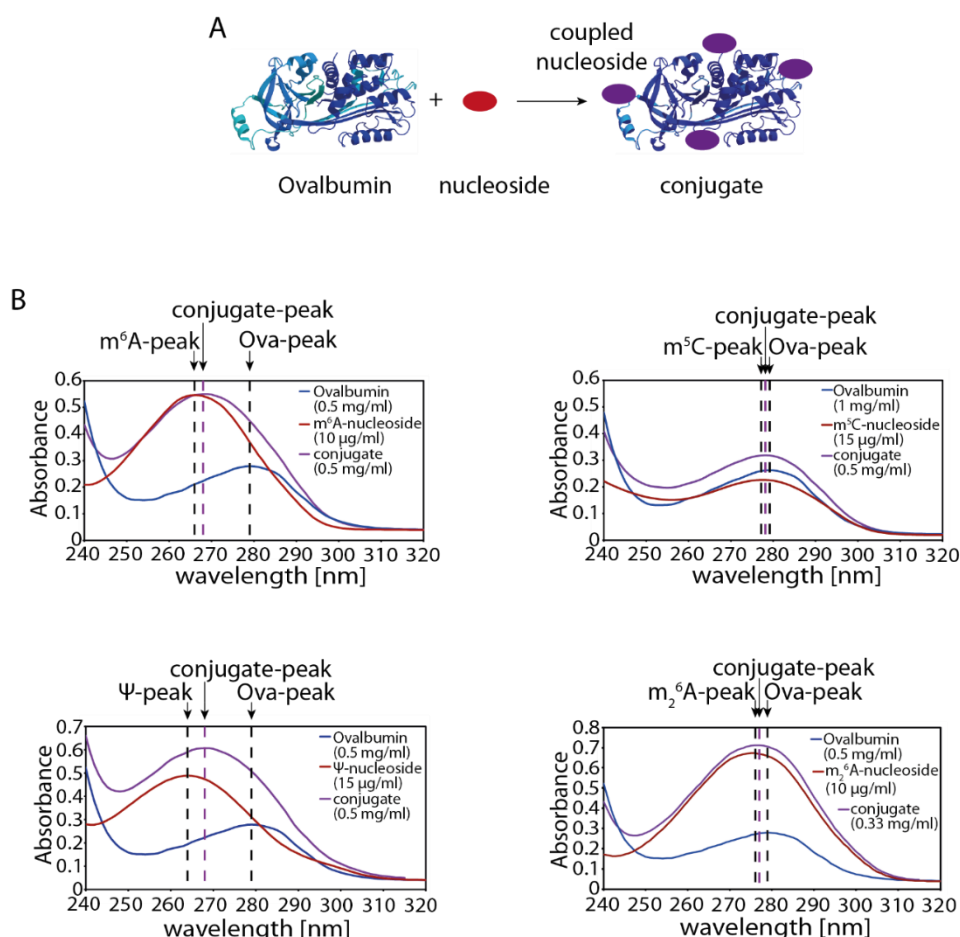 A
coupled
nucleoside
+
Ovalbumin nucleoside conjugate
B
conjugate-peak
m⁶A-peak Ova-peak
0.6
0.5
0.4
0.3
0.2
0.1
0
Absorbance
Ovalbumin
(0.5 mg/ml)
m⁶A-nucleoside
(10 µg/ml)
conjugate
(0.5 mg/ml)
240 250 260 270 280 290 300 310 320
wavelength [nm]
conjugate-peak
m⁵C-peak Ova-peak
0.6
0.5
0.4
0.3
0.2
0.1
0
Absorbance
Ovalbumin
(1 mg/ml)
m⁵C-nucleoside
(15 µg/ml)
conjugate
(0.5 mg/ml)
240 250 260 270 280 290 300 310 320
wavelength [nm]
conjugate-peak
Ψ-peak Ova-peak
0.7
0.6
0.5
0.4
0.3
0.2
0.1
0
Absorbance
Ovalbumin
(0.5 mg/ml)
Ψ-nucleoside
(15 µg/ml)
conjugate
(0.5 mg/ml)
240 250 260 270 280 290 300 310 320
wavelength [nm]
conjugate-peak
m₂⁶A-peak Ova-peak
0.8
0.7
0.6
0.5
0.4
0.3
0.2
0.1
0
Absorbance
Ovalbumin
(0.5 mg/ml)
m₂⁶A-nucleoside
(10 µg/ml)
conjugate
(0.33 mg/ml)
240 250 260 270 280 290 300 310 320
wavelength [nm]